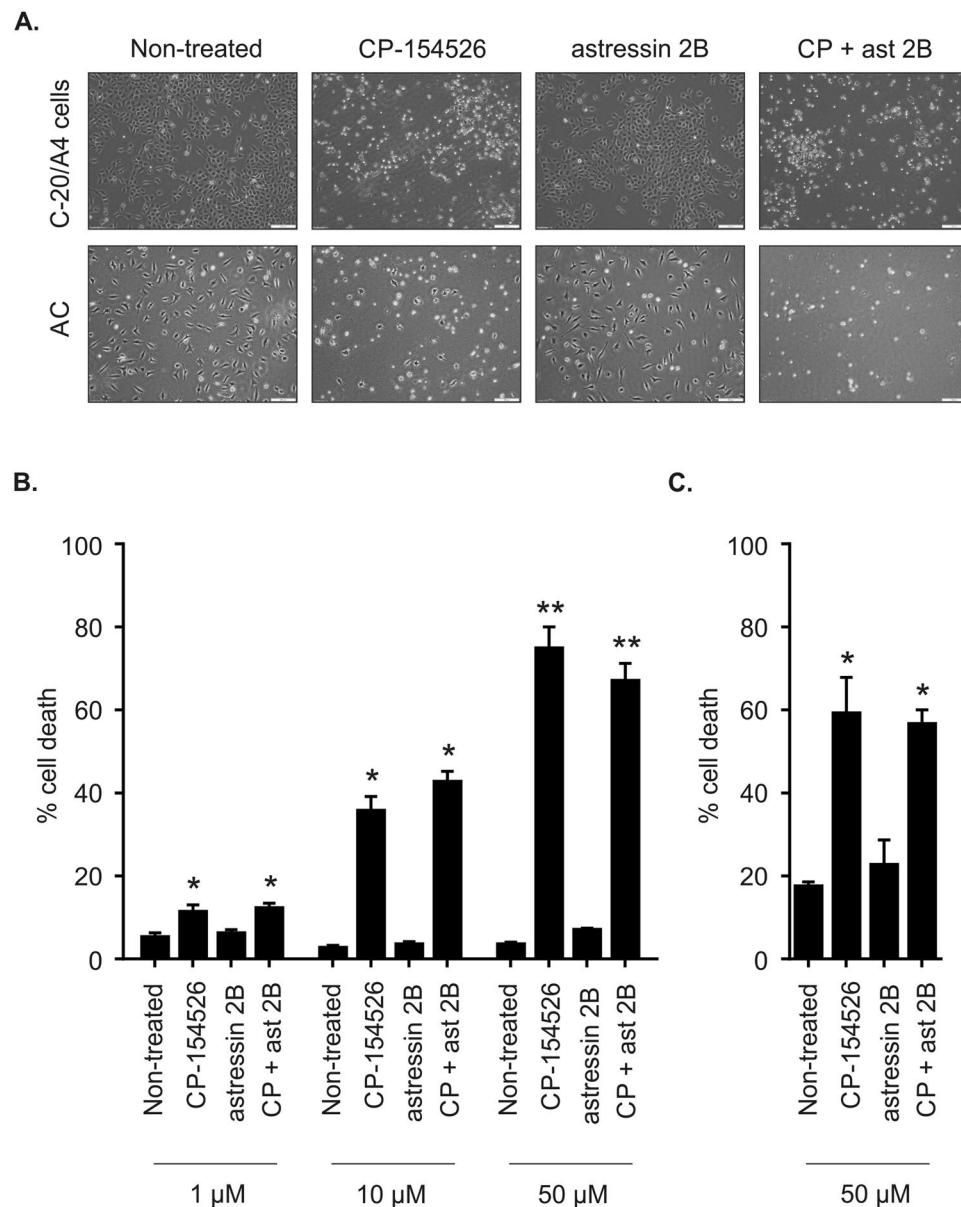 A.
Non-treated CP-154526 astressin 2B CP + ast 2B
C-20/A4 cells
AC
B.
C.
100
80
60
40
20
0
% cell death
*
*
*
*
**
**
Non-treated
CP-154526
astressin 2B
CP + ast 2B
Non-treated
CP-154526
astressin 2B
CP + ast 2B
Non-treated
CP-154526
astressin 2B
CP + ast 2B
1 µM 10 µM 50 µM
100
80
60
40
20
0
% cell death
*
*
Non-treated
CP-154526
astressin 2B
CP + ast 2B
50 µM